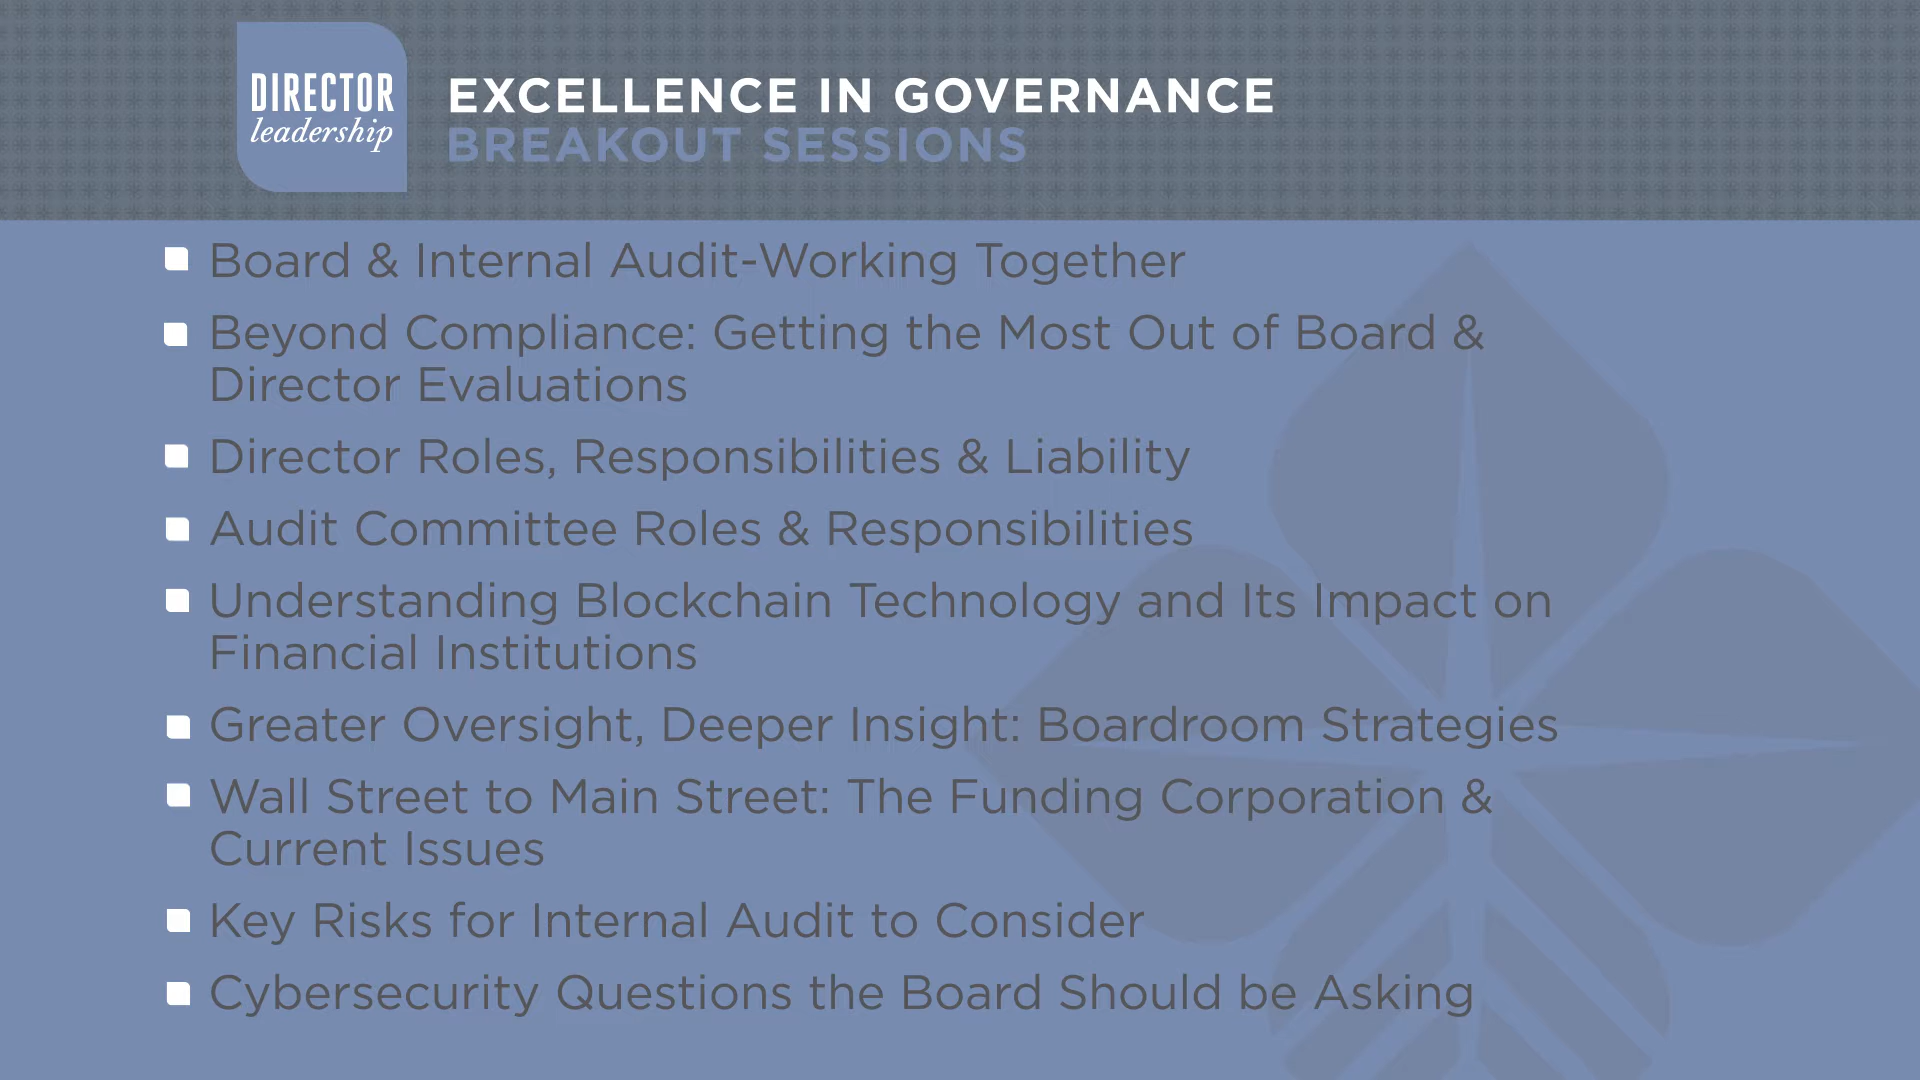 DIRECTOR
leadership
EXCELLENCE IN GOVERNANCE
BREAKOUT SESSIONS
Board & Internal Audit-Working Together
Beyond Compliance: Getting the Most Out of Board &
Director Evaluations
Director Roles, Responsibilities & Liability
Audit Committee Roles & Responsibilities
Understanding Blockchain Technology and Its Impact on
Financial Institutions
Greater Oversight, Deeper Insight: Boardroom Strategies
Wall Street to Main Street: The Funding Corporation &
Current Issues
Key Risks for Internal Audit to Consider
Cybersecurity Questions the Board Should be Asking